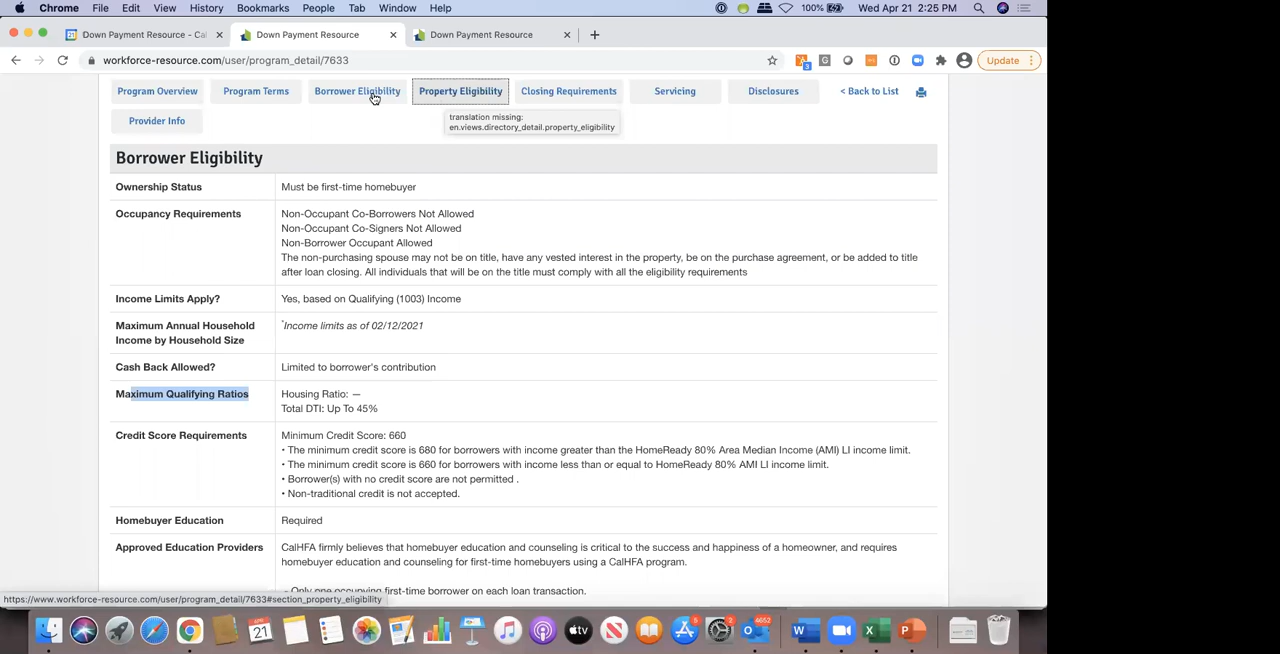 Chrome File Edit View History Bookmarks People Tab Window Help 100% Wed Apr 21 2:25 PM
Down Payment Resource - Cal Down Payment Resource Down Payment Resource
workforce-resource.com/user/program_detail/7633 Update
Program Overview Program Terms Borrower Eligibility Property Eligibility Closing Requirements Servicing Disclosures < Back to List
Provider Info
translation missing:
en.views.directory_detail.property_eligibility
Borrower Eligibility
Ownership Status Must be first-time homebuyer
Occupancy Requirements Non-Occupant Co-Borrowers Not Allowed
Non-Occupant Co-Signers Not Allowed
Non-Borrower Occupant Allowed
The non-purchasing spouse may not be on title, have any vested interest in the property, be on the purchase agreement, or be added to title
after loan closing. All individuals that will be on the title must comply with all the eligibility requirements
Income Limits Apply? Yes, based on Qualifying (1003) Income
Maximum Annual Household *Income limits as of 02/12/2021
Income by Household Size
Cash Back Allowed? Limited to borrower's contribution
Maximum Qualifying Ratios Housing Ratio: —
Total DTI: Up To 45%
Credit Score Requirements Minimum Credit Score: 660
• The minimum credit score is 680 for borrowers with income greater than the HomeReady 80% Area Median Income (AMI) LI income limit.
• The minimum credit score is 660 for borrowers with income less than or equal to HomeReady 80% AMI LI income limit.
• Borrower(s) with no credit score are not permitted .
• Non-traditional credit is not accepted.
Homebuyer Education Required
Approved Education Providers CalHFA firmly believes that homebuyer education and counseling is critical to the success and happiness of a homeowner, and requires
homebuyer education and counseling for first-time homebuyers using a CalHFA program.
- Only one occupying first-time borrower on each loan transaction.
https://www.workforce-resource.com/user/program_detail/7633#section_property_eligibility
APR
21
tv
5
2
4652